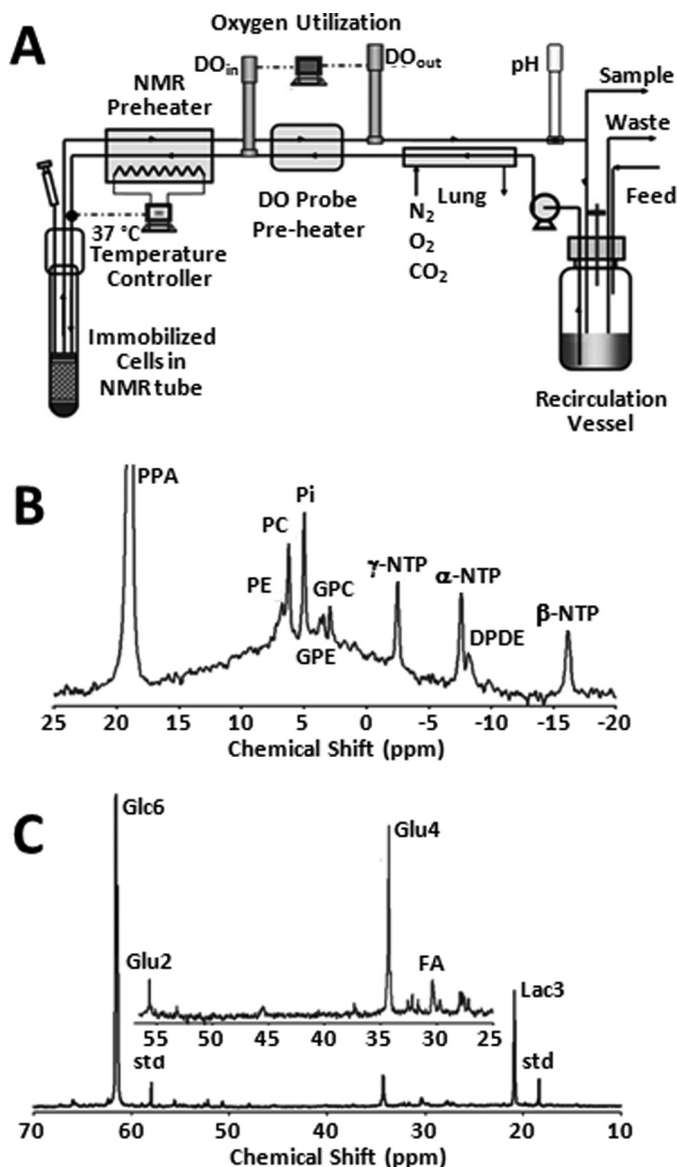 A
Oxygen Utilization
DOin
DOout
pH
NMR
Preheater
Sample
Waste
Feed
DO Probe
Pre-heater
Lung
N2
O2
CO2
37 °C
Temperature
Controller
Immobilized
Cells in
NMR tube
Recirculation
Vessel
B
PPA
PE
PC
Pi
GPE
GPC
γ-NTP
α-NTP
DPDE
β-NTP
25 20 15 10 5 0 -5 -10 -15 -20
Chemical Shift (ppm)
C
Glc6
Glu4
Glu2
FA
Lac3
55 50 45 40 35 30 25
std
std
70 60 50 40 30 20 10
Chemical Shift (ppm)